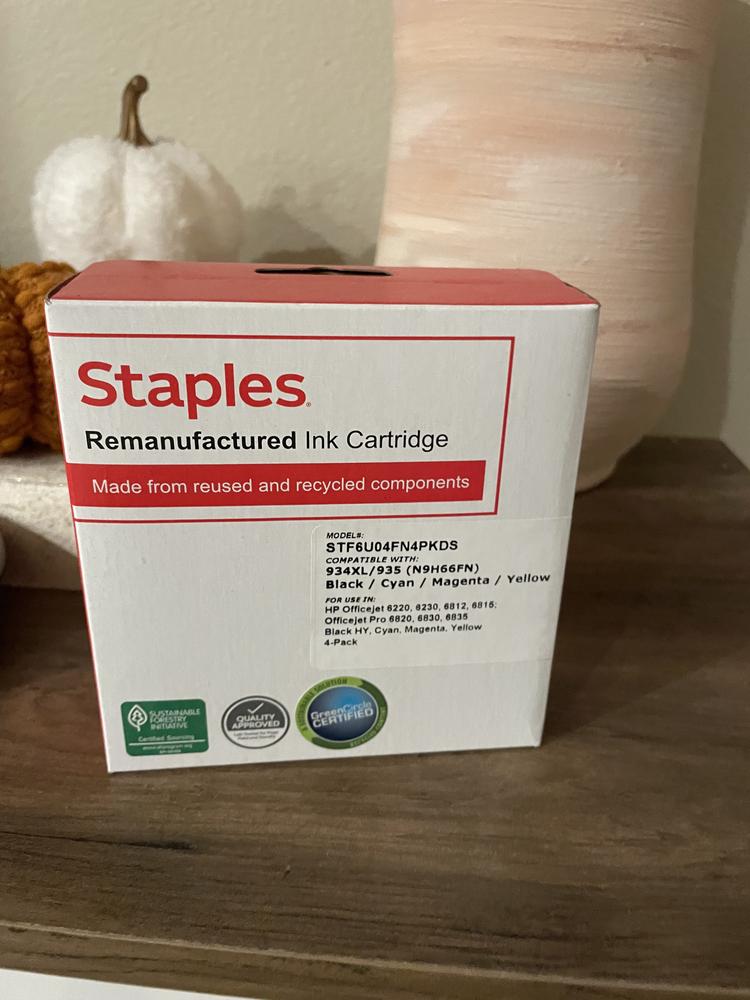 Staples
Remanufactured Ink Cartridge
Made from reused and recycled components
MODEL#:
STF6U04FN4PKDS
COMPATIBLE WITH:
934XL/935 (N9H66FN)
Black / Cyan / Magenta / Yellow
FOR USE IN:
HP Officejet 6220, 6230, 6812, 6815;
Officejet Pro 6820, 6830, 6835
Black HY, Cyan, Magenta, Yellow
4-Pack
SUSTAINABLE
FORESTRY
INITIATIVE
Certified Sourcing
QUALITY
APPROVED
GreenCircle
CERTIFIED